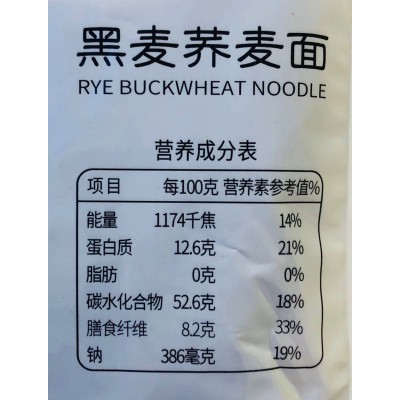 黑麦荞麦面
RYE BUCKWHEAT NOODLE
营养成分表
项目 每100克 营养素参考值%
能量 1174千焦 14%
蛋白质 12.6克 21%
脂肪 0克 0%
碳水化合物 52.6克 18%
膳食纤维 8.2克 33%
钠 386毫克 19%